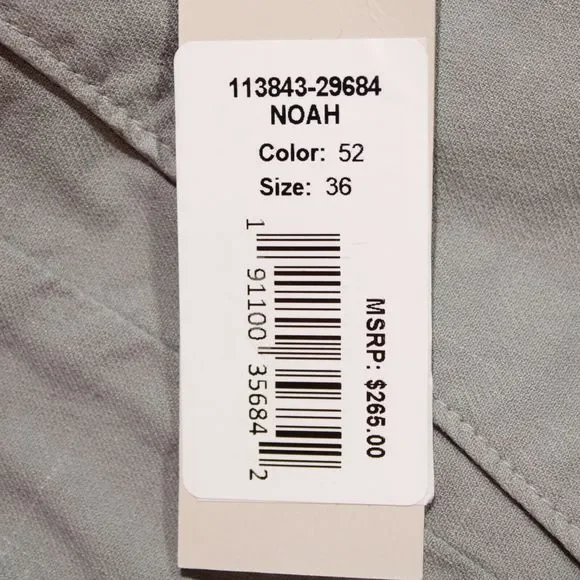 113843-29684
NOAH
Color: 52
Size: 36
1 91100 35684 2
MSRP: $265.00